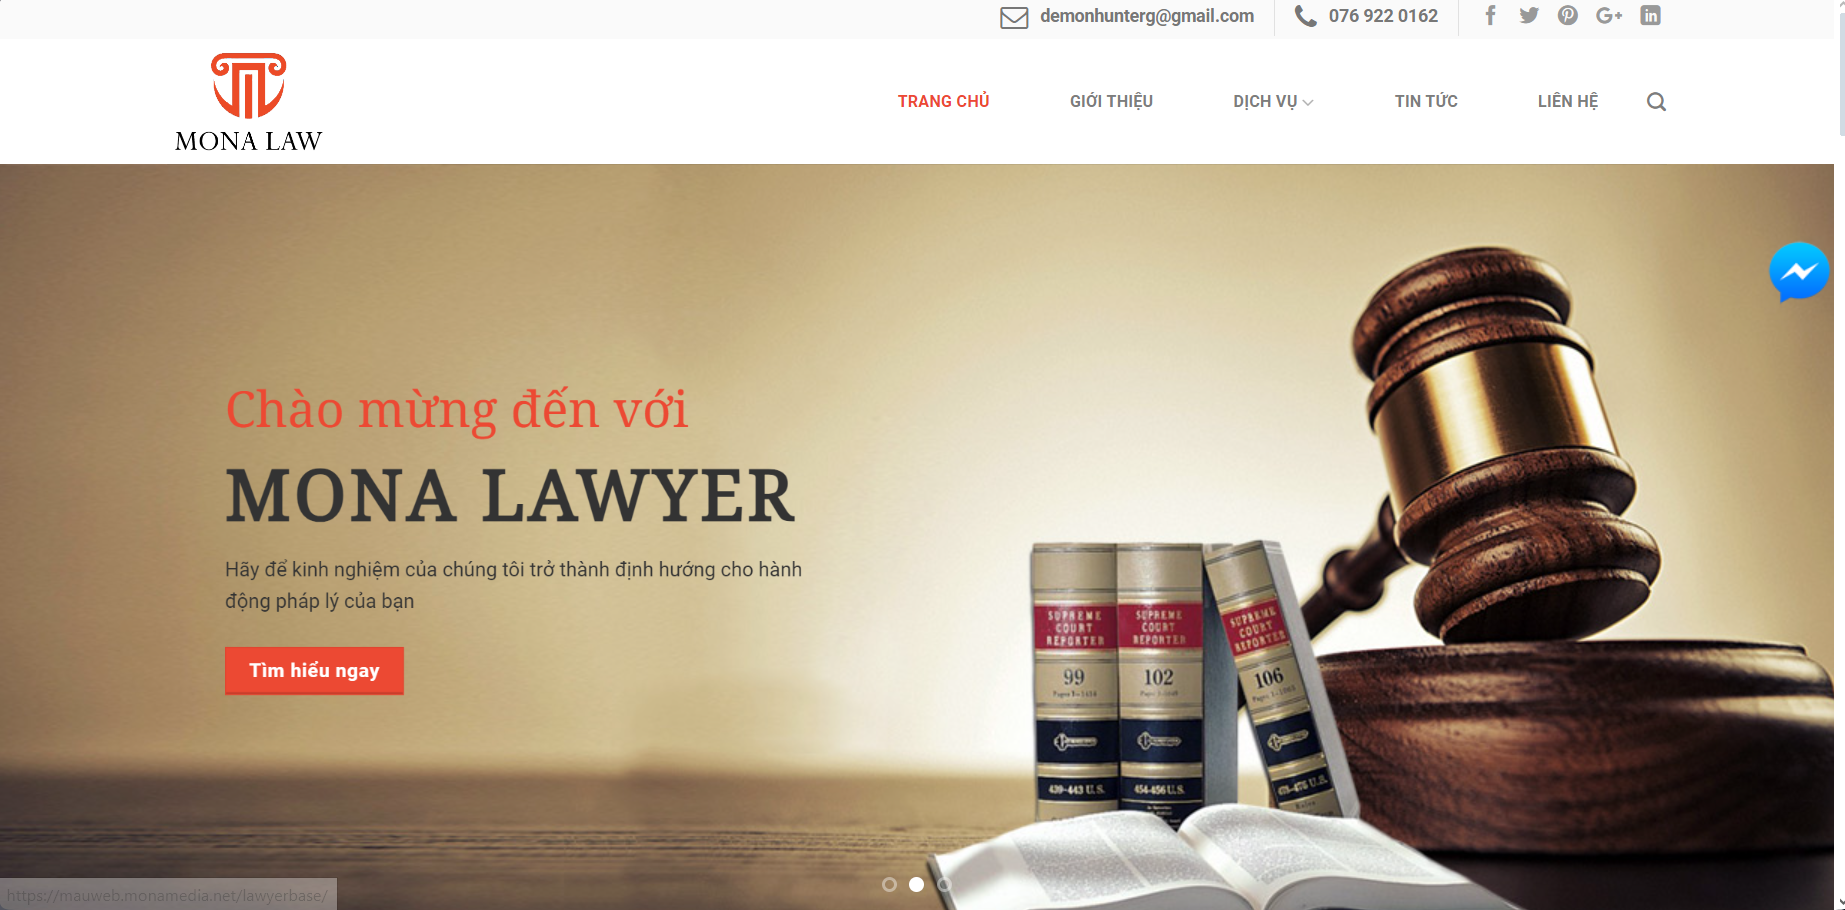 demonhunterg@gmail.com
076 922 0162
MONA LAW
TRANG CHỦ
GIỚI THIỆU
DỊCH VỤ
TIN TỨC
LIÊN HỆ
Chào mừng đến với
MONA LAWYER
Hãy để kinh nghiệm của chúng tôi trở thành định hướng cho hành
động pháp lý của bạn
Tìm hiểu ngay
SUPREME
COURT
REPORTER
99
439-443 U.S.
SUPREME
COURT
REPORTER
102
454-456 U.S.
SUPREME
COURT
REPORTER
106
https://mauweb.monamedia.net/lawyerbase/